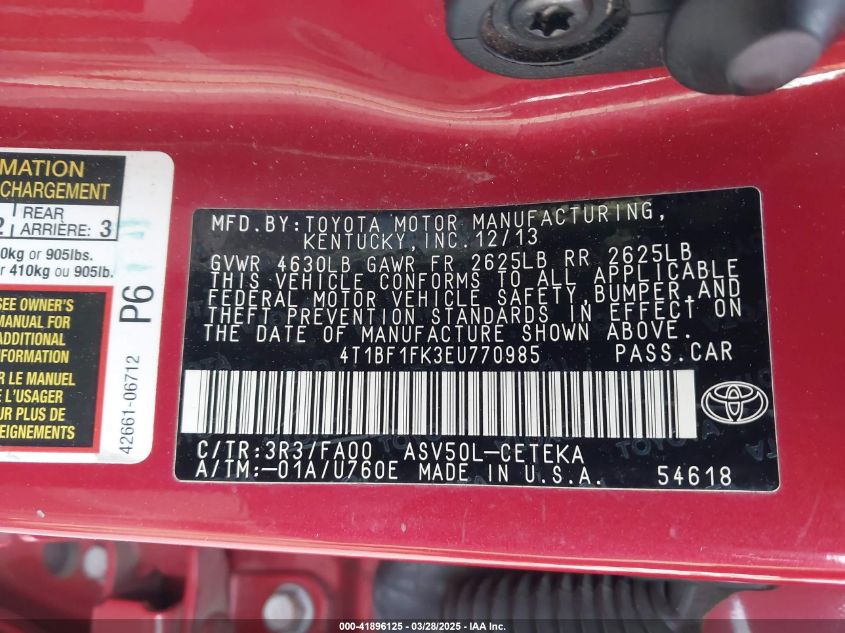 MATION
CHARGEMENT
2 REAR ARRIÈRE: 3
0kg or 905lbs.
r 410kg ou 905lb.
SEE OWNER'S
MANUAL FOR
ADDITIONAL
INFORMATION
R LE MANUEL
E L'USAGER
UR PLUS DE
SEIGNEMENTS
P6
42661-06712
MFD.BY:TOYOTA MOTOR MANUFACTURING,
KENTUCKY,INC.12/13
GVWR 4630LB GAWR FR 2625LB RR 2625LB
THIS VEHICLE CONFORMS TO ALL APPLICABLE
FEDERAL MOTOR VEHICLE SAFETY,BUMPER,AND
THEFT PREVENTION STANDARDS IN EFFECT ON
THE DATE OF MANUFACTURE SHOWN ABOVE.
4T1BF1FK3EU770985 PASS.CAR
C/TR:3R3/FA00 ASV50L-CETEKA
A/TM:-01A/U760E MADE IN U.S.A. 54618
000-41896125 - 03/28/2025 - IAA Inc.